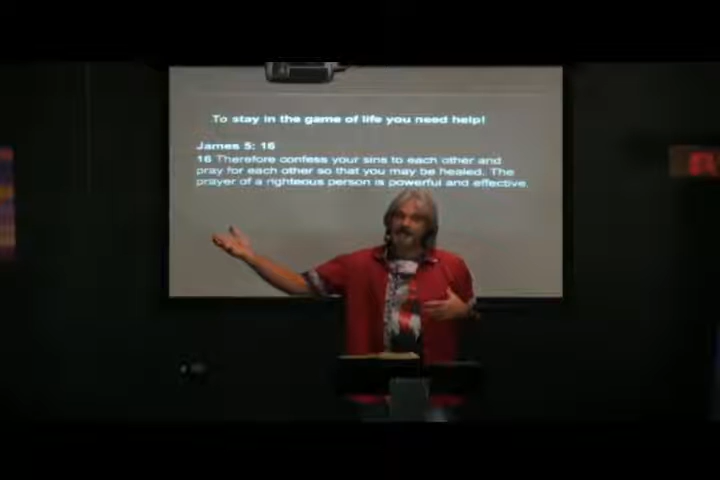 To stay in the game of life you need help!
James 5: 16
16 Therefore confess your sins to each other and
pray for each other so that you may be healed. The
prayer of a righteous person is powerful and effective.